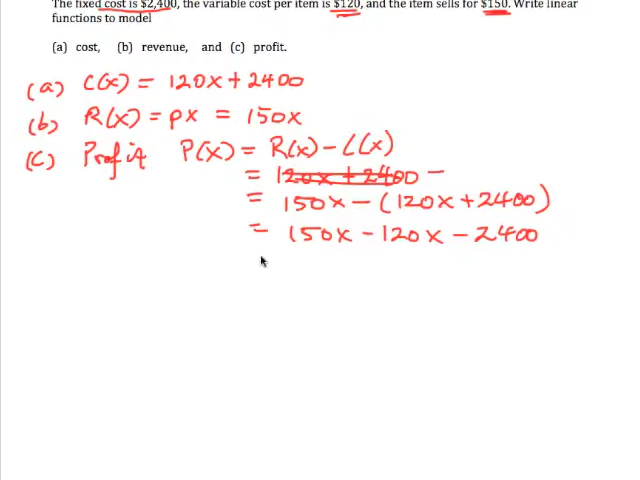 The fixed cost is $2,400, the variable cost per item is $120, and the item sells for $150. Write linear
functions to model
(a) cost, (b) revenue, and (c) profit.
(a) C(x) = 120x + 2400
(b) R(x) = px = 150x
(c) Profit P(x) = R(x) - C(x)
= 120x + 2400 -
= 150x - (120x + 2400)
= 150x - 120x - 2400